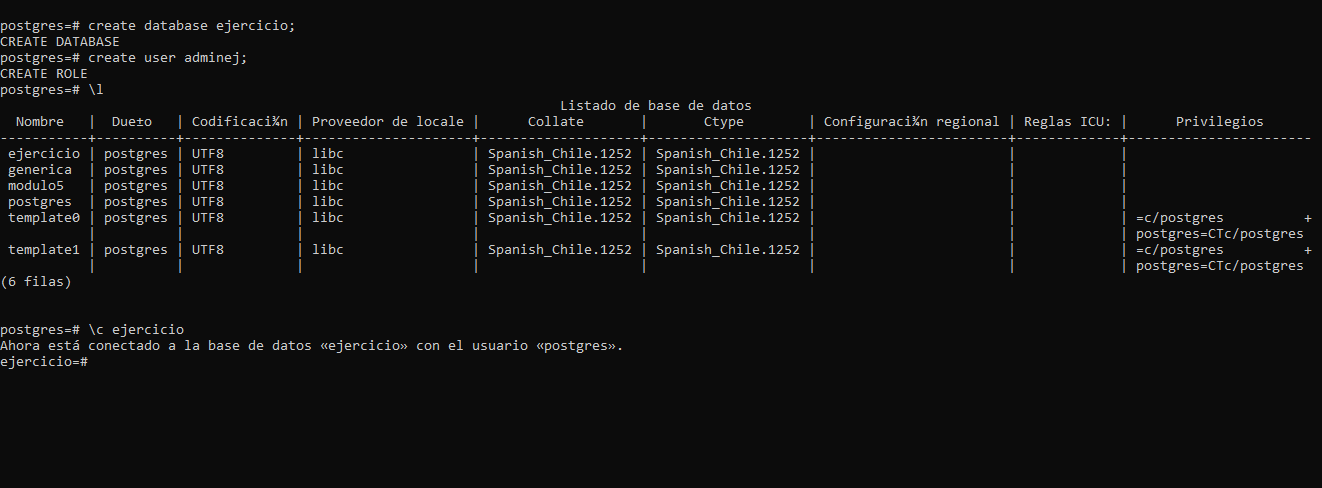 postgres=# create database ejercicio;
CREATE DATABASE
postgres=# create user adminej;
CREATE ROLE
postgres=# \l
                                                                      Listado de base de datos
  Nombre   |  Due±o   | Codificaci¾n | Proveedor de locale |      Collate       |       Ctype        | Configuraci¾n regional | Reglas ICU: |      Privilegios
-----------+----------+--------------+---------------------+--------------------+--------------------+------------------------+-------------+-----------------------
 ejercicio | postgres | UTF8         | libc                | Spanish_Chile.1252 | Spanish_Chile.1252 |                        |             |
 generica  | postgres | UTF8         | libc                | Spanish_Chile.1252 | Spanish_Chile.1252 |                        |             |
 modulo5   | postgres | UTF8         | libc                | Spanish_Chile.1252 | Spanish_Chile.1252 |                        |             |
 postgres  | postgres | UTF8         | libc                | Spanish_Chile.1252 | Spanish_Chile.1252 |                        |             |
 template0 | postgres | UTF8         | libc                | Spanish_Chile.1252 | Spanish_Chile.1252 |                        |             | =c/postgres          +
           |          |              |                     |                    |                    |                        |             | postgres=CTc/postgres
 template1 | postgres | UTF8         | libc                | Spanish_Chile.1252 | Spanish_Chile.1252 |                        |             | =c/postgres          +
           |          |              |                     |                    |                    |                        |             | postgres=CTc/postgres
(6 filas)
postgres=# \c ejercicio
Ahora está conectado a la base de datos «ejercicio» con el usuario «postgres».
ejercicio=#